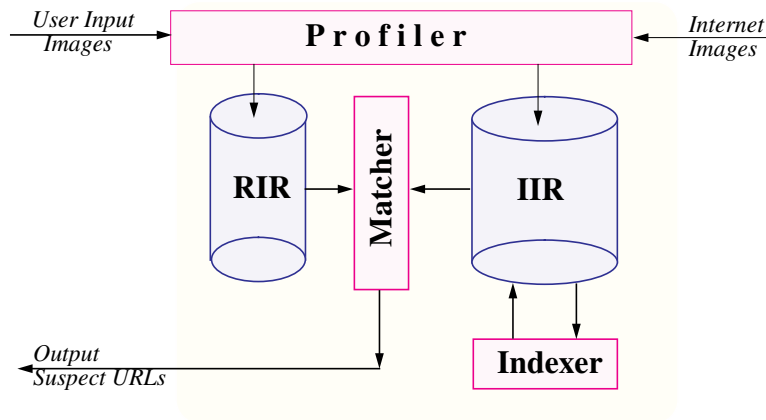 User Input
Images
Profiler
Internet
Images
RIR
Matcher
IIR
Output
Suspect URLs
Indexer